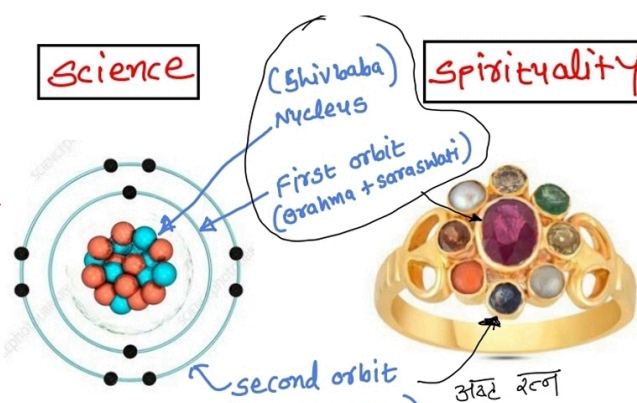 Science
Spirituality
(Shivbaba)
Nucleus
First orbit
(Brahma + Saraswati)
second orbit
अष्ट रत्न